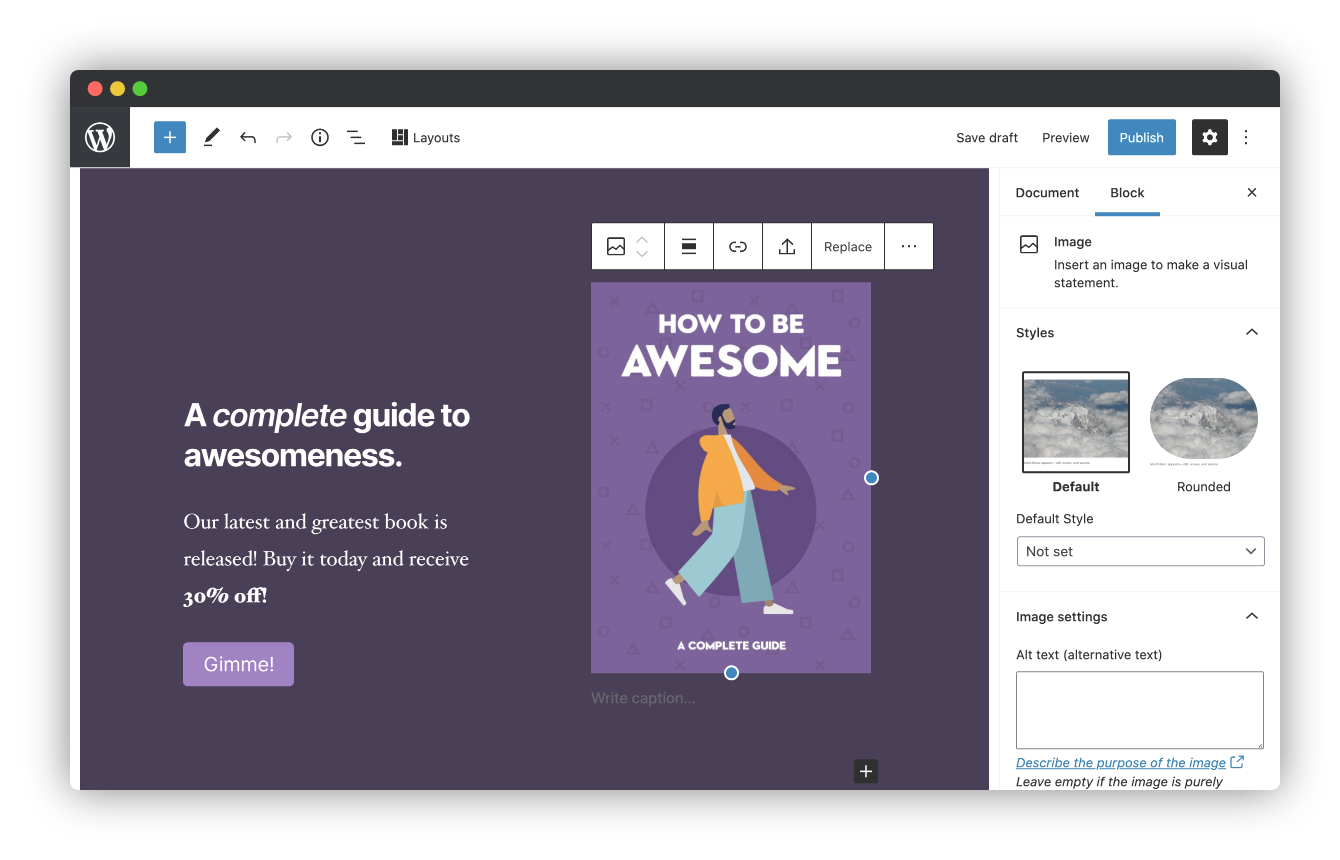 Layouts
Save draft
Preview
Publish
Document
Block
Replace
Image
Insert an image to make a visual
statement.
HOW TO BE
AWESOME
A COMPLETE GUIDE
Write caption...
A complete guide to
awesomeness.
Our latest and greatest book is
released! Buy it today and receive
30% off!
Gimme!
Styles
Default
Rounded
Default Style
Not set
Image settings
Alt text (alternative text)
Describe the purpose of the image
Leave empty if the image is purely